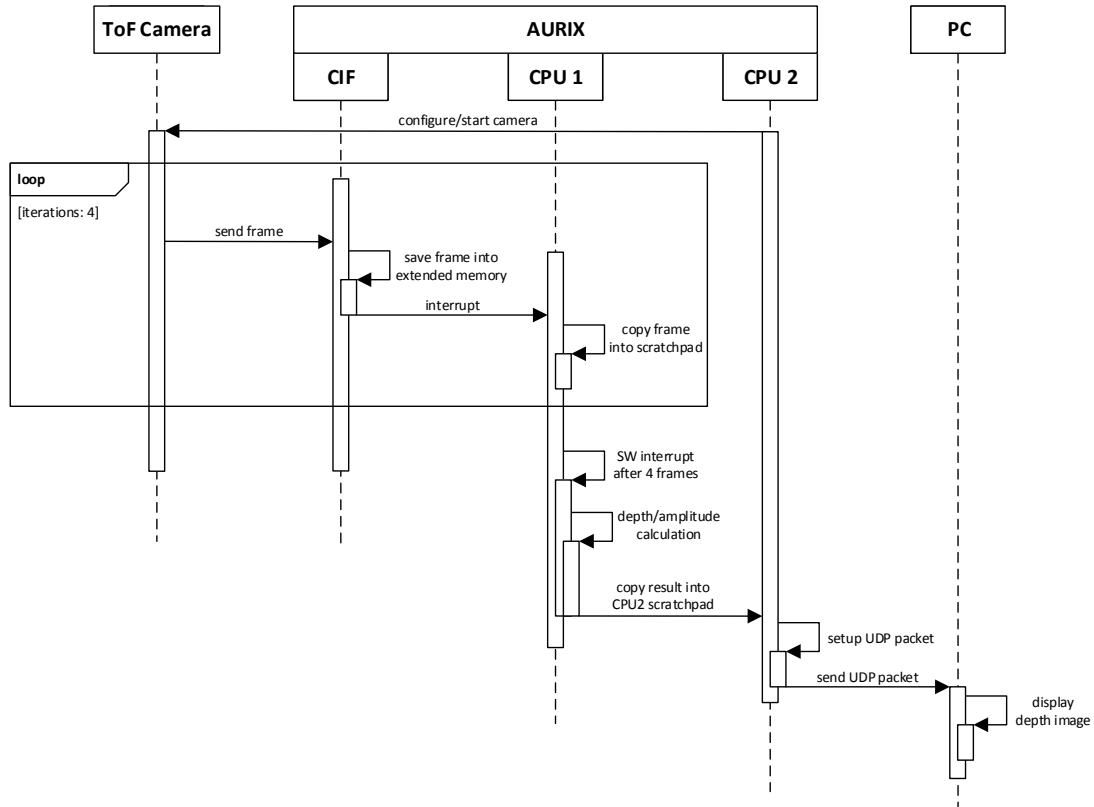 ToF Camera
AURIX
PC
CIF
CPU 1
CPU 2
configure/start camera
loop
[iterations: 4]
send frame
save frame into
extended memory
interrupt
copy frame
into scratchpad
SW interrupt
after 4 frames
depth/amplitude
calculation
copy result into
CPU2 scratchpad
setup UDP packet
send UDP packet
display
depth image